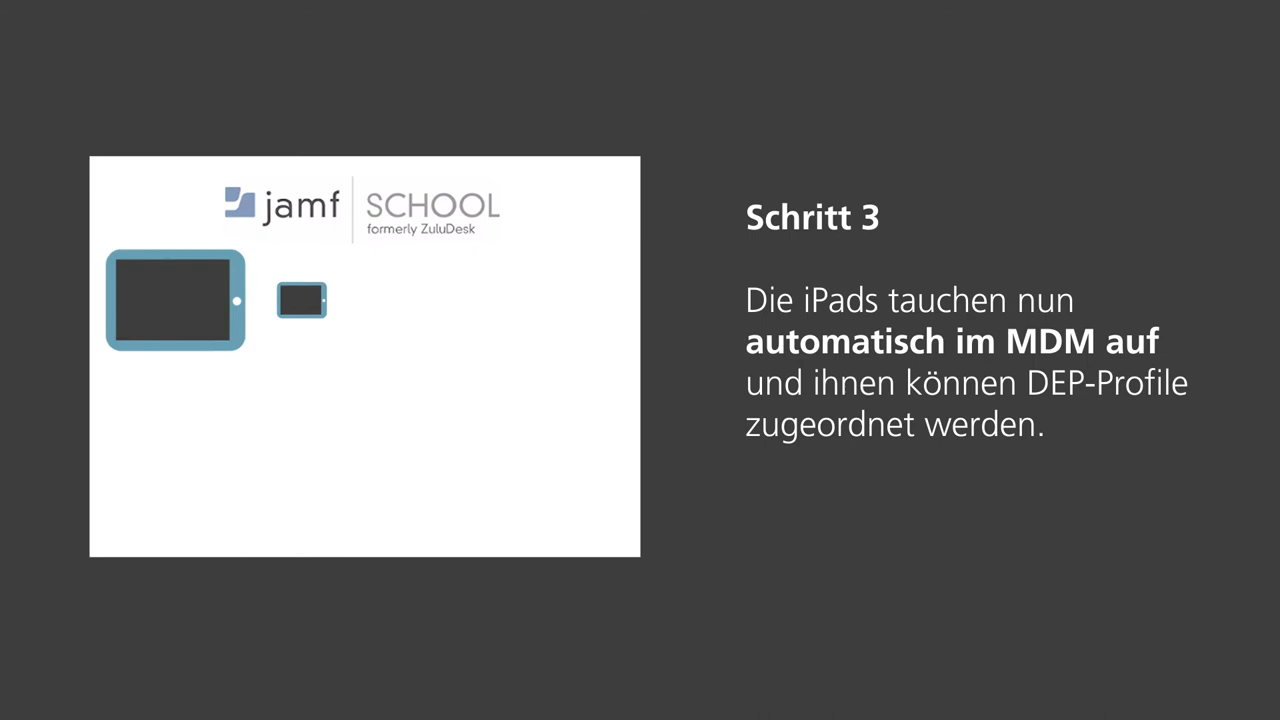 jamf SCHOOL
formerly ZuluDesk
Schritt 3
Die iPads tauchen nun
automatisch im MDM auf
und ihnen können DEP-Profile
zugeordnet werden.